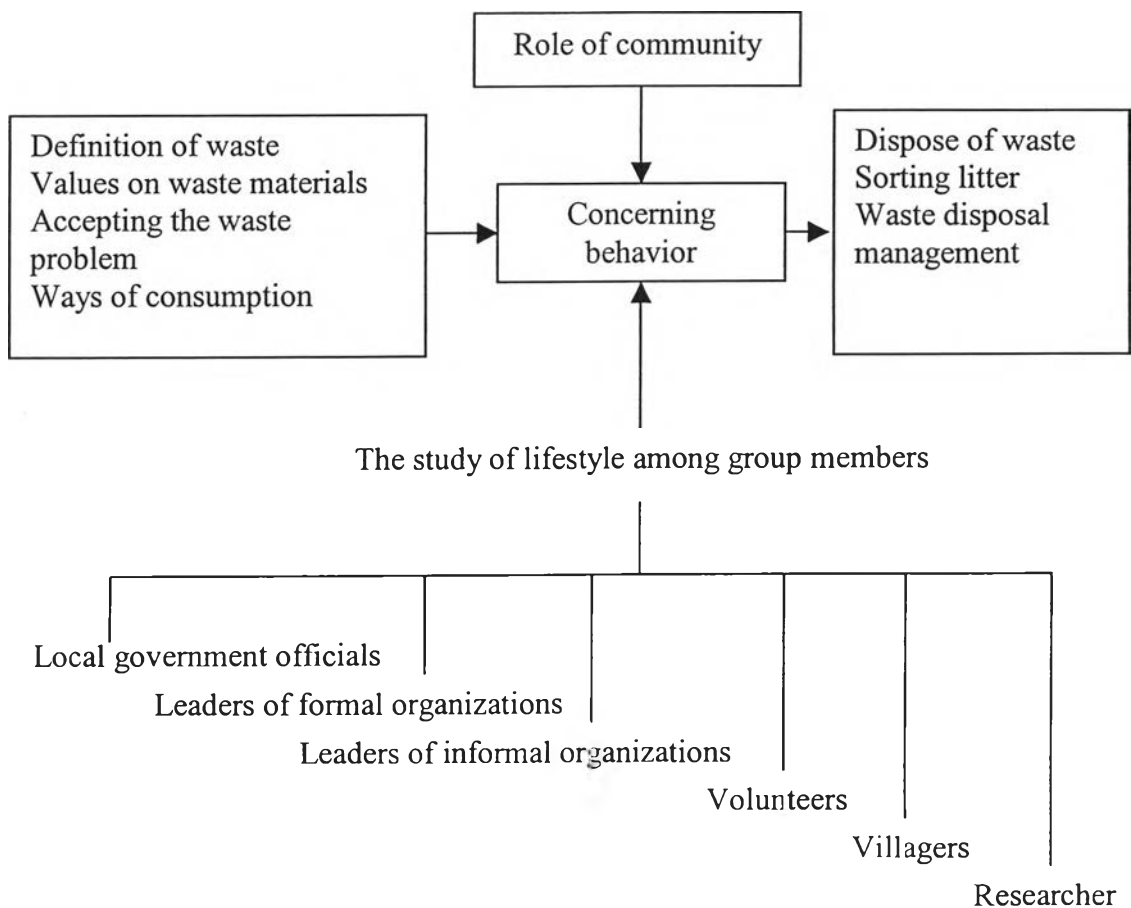 Role of community
Definition of waste
Values on waste materials
Accepting the waste
problem
Ways of consumption
Concerning
behavior
Dispose of waste
Sorting litter
Waste disposal
management
The study of lifestyle among group members
Local government officials
Leaders of formal organizations
Leaders of informal organizations
Volunteers
Villagers
Researcher